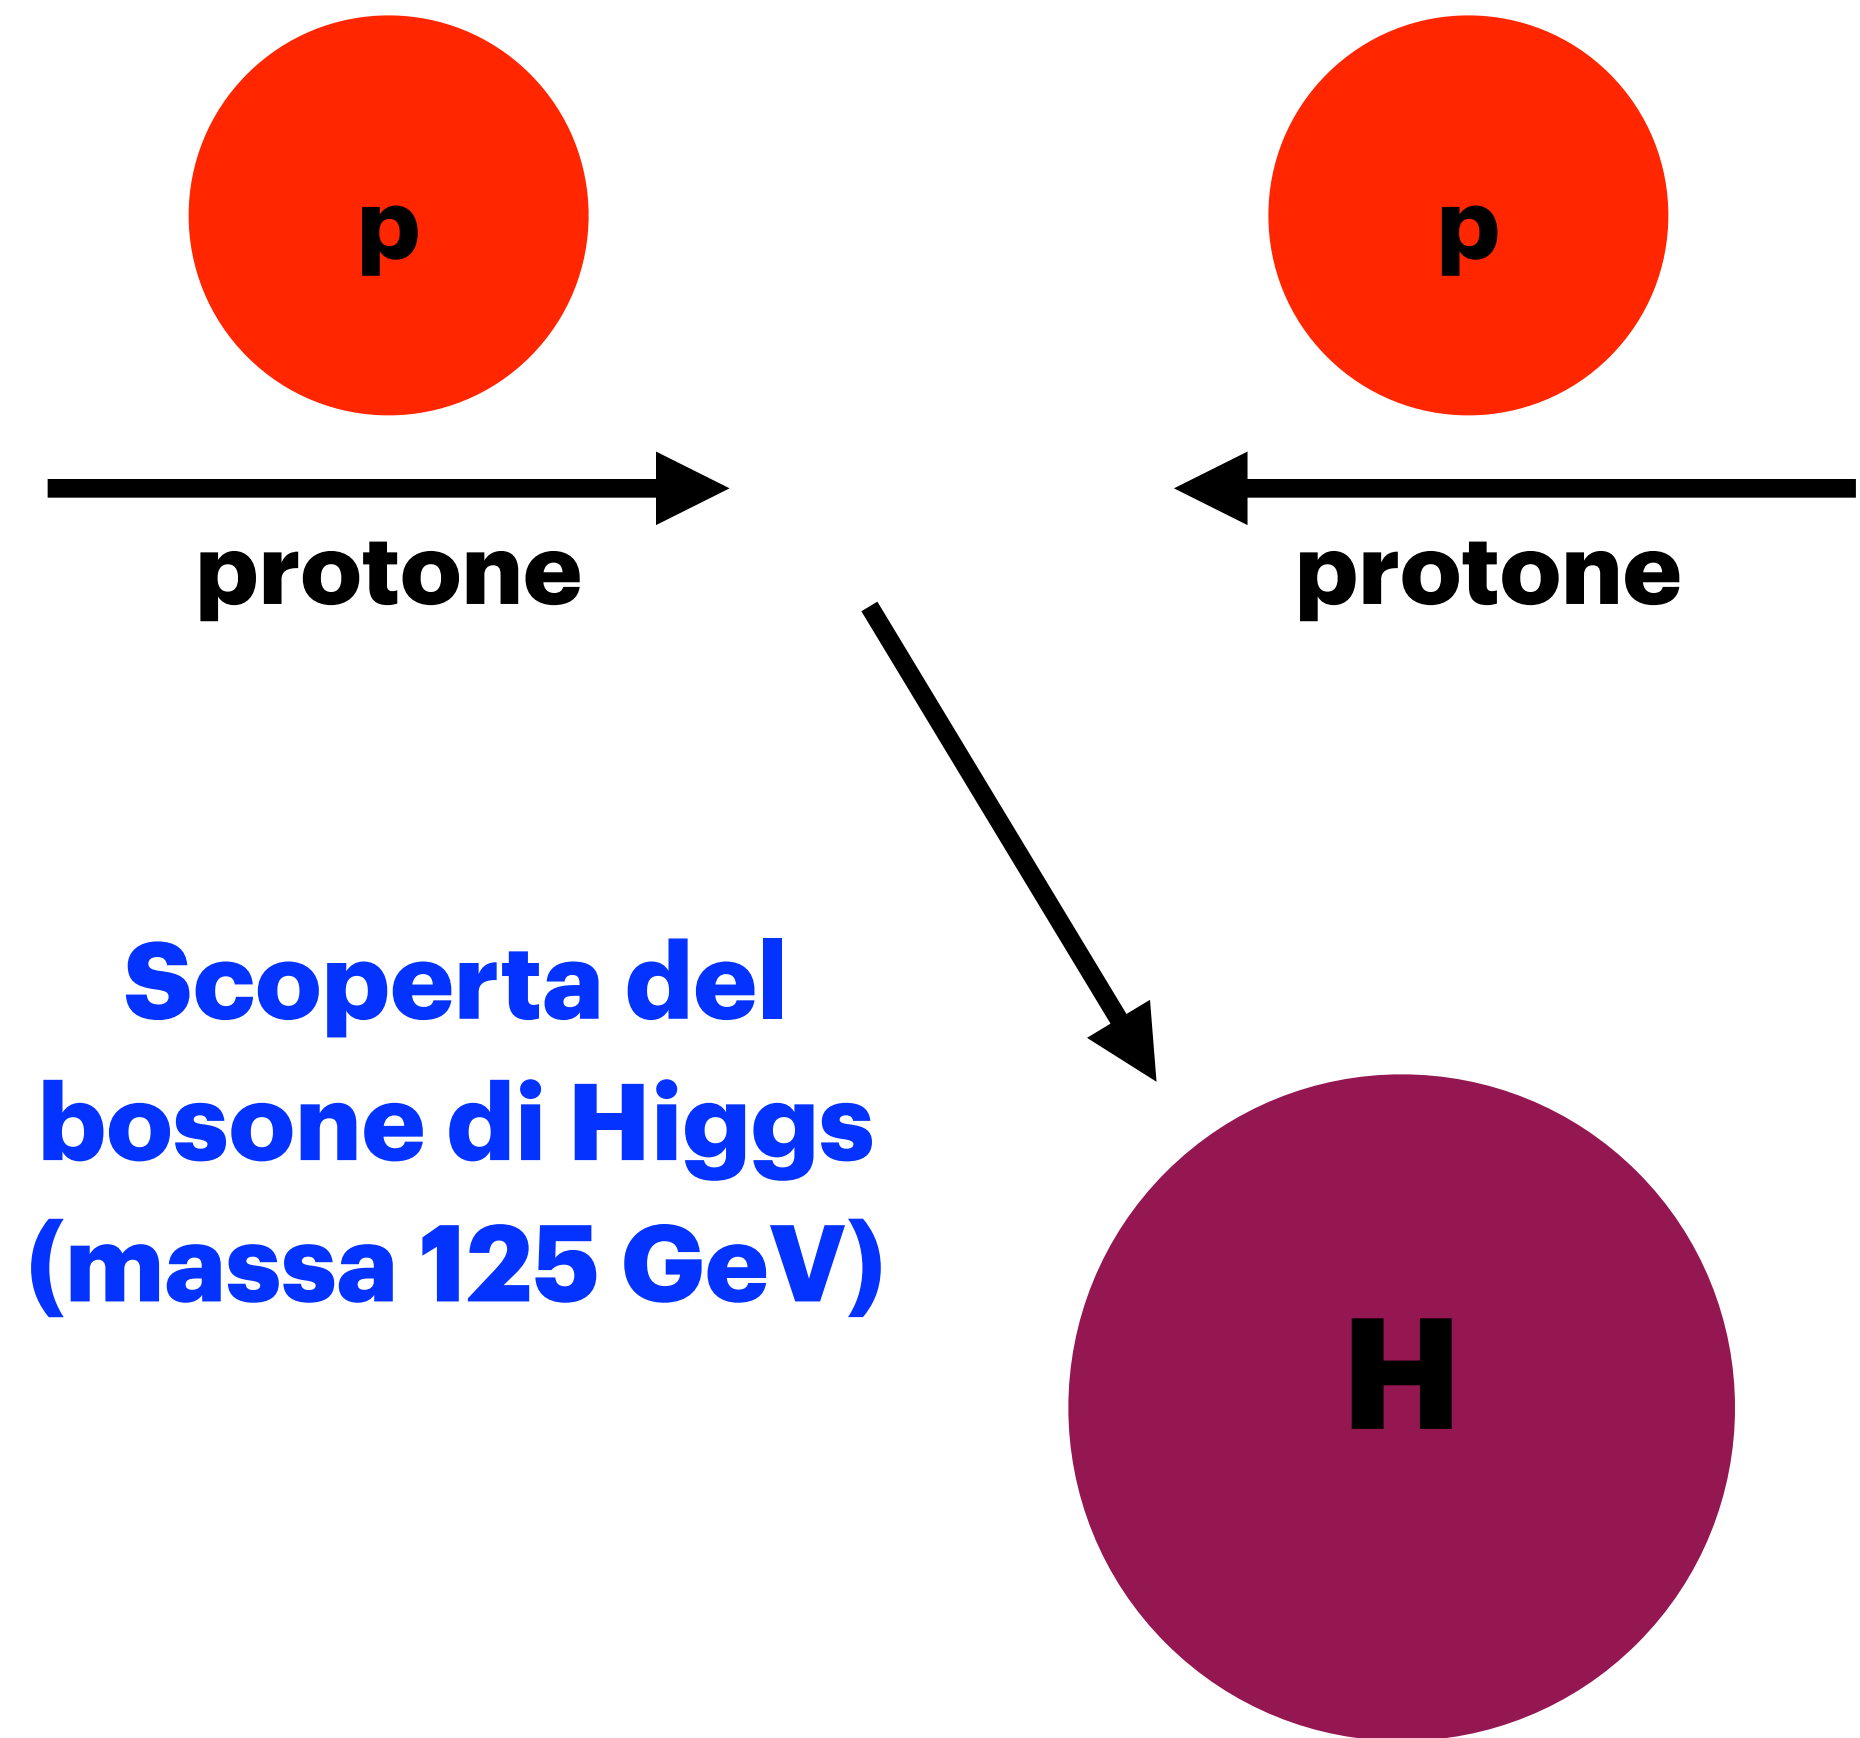 p
p
protone
protone
Scoperta del
bosone di Higgs
(massa 125 GeV)
H